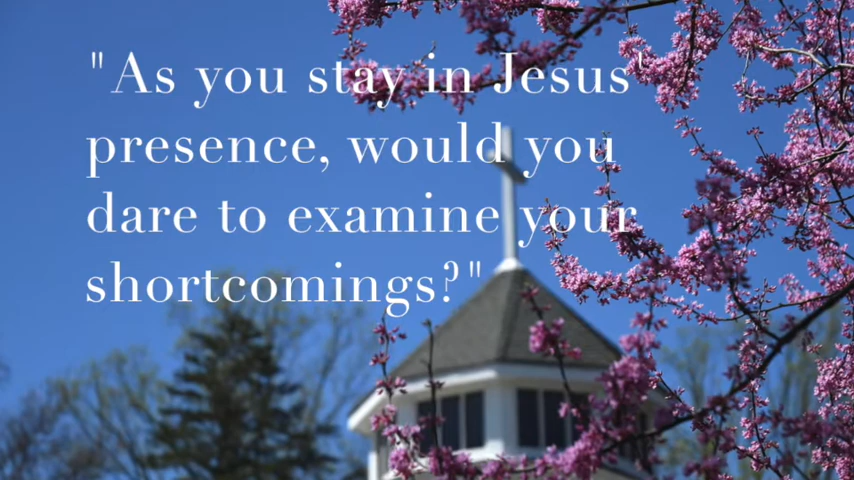 "As you stay in Jesus'
presence, would you
dare to examine your
shortcomings?"